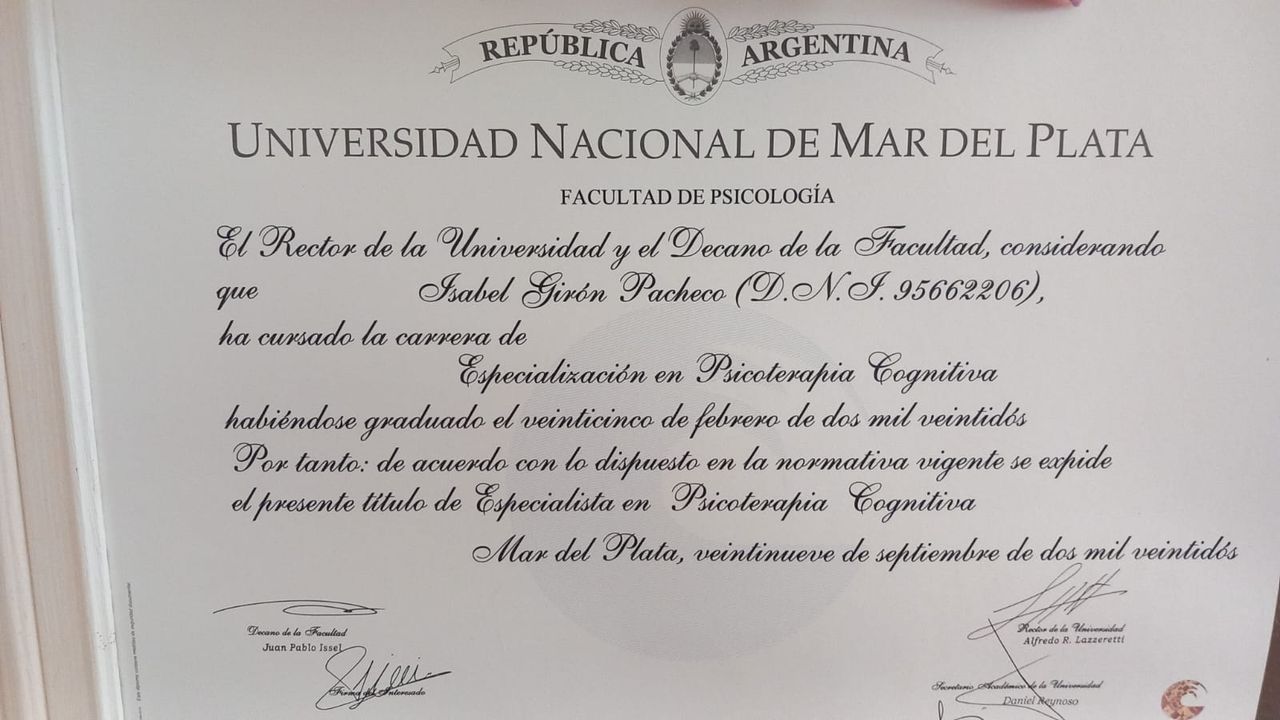 REPÚBLICA ARGENTINA
UNIVERSIDAD NACIONAL DE MAR DEL PLATA
FACULTAD DE PSICOLOGÍA
El Rector de la Universidad y el Decano de la Facultad, considerando
que Isabel Girón Pacheco (D.N.I. 95662206),
ha cursado la carrera de
Especialización en Psicoterapia Cognitiva
habiéndose graduado el veinticinco de febrero de dos mil veintidós
Por tanto: de acuerdo con lo dispuesto en la normativa vigente se expide
el presente título de Especialista en Psicoterapia Cognitiva
Mar del Plata, veintinueve de septiembre de dos mil veintidós
Decano de la Facultad
Juan Pablo Issel
Firma del Interesado
Rector de la Universidad
Alfredo R. Lazzeretti
Secretario Académico de la Universidad
Daniel Reynoso